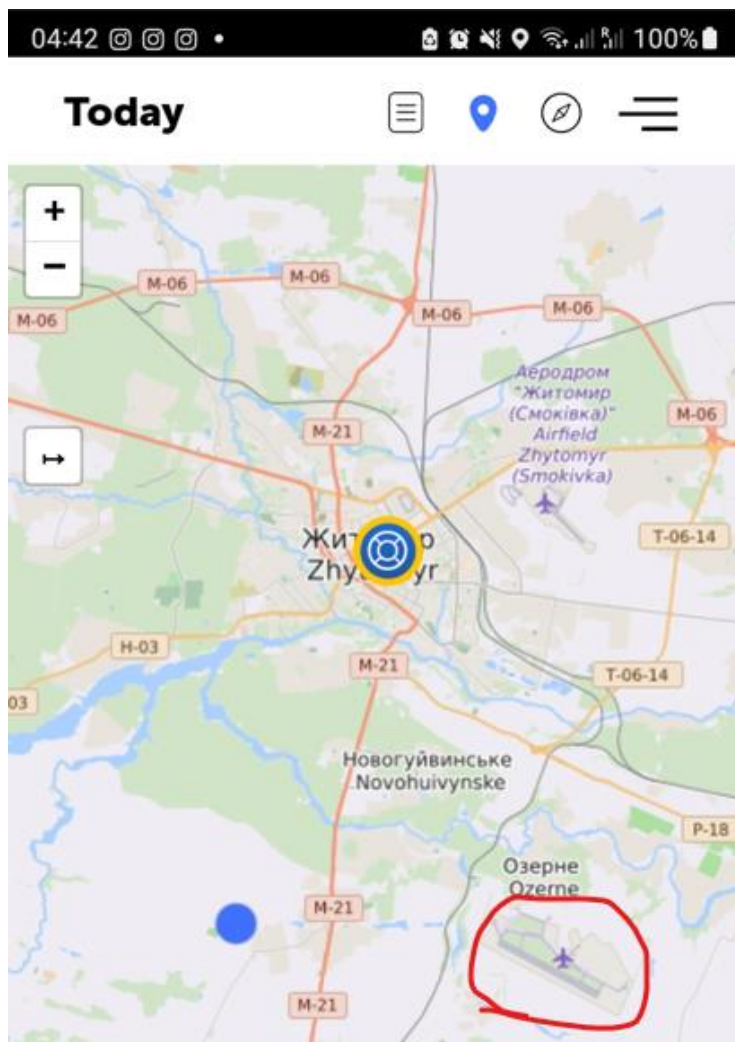 04:42
R
100%
Today
+
−
M-06
M-06
M-06
M-06
M-06
Аеродром
"Житомир
(Смоківка)"
Airfield
Zhytomyr
(Smokivka)
M-06
M-21
↦
T-06-14
H-03
M-21
T-06-14
03
Новогуйвинське
Novohuivynske
P-18
Озерне
Ozerne
M-21
M-21